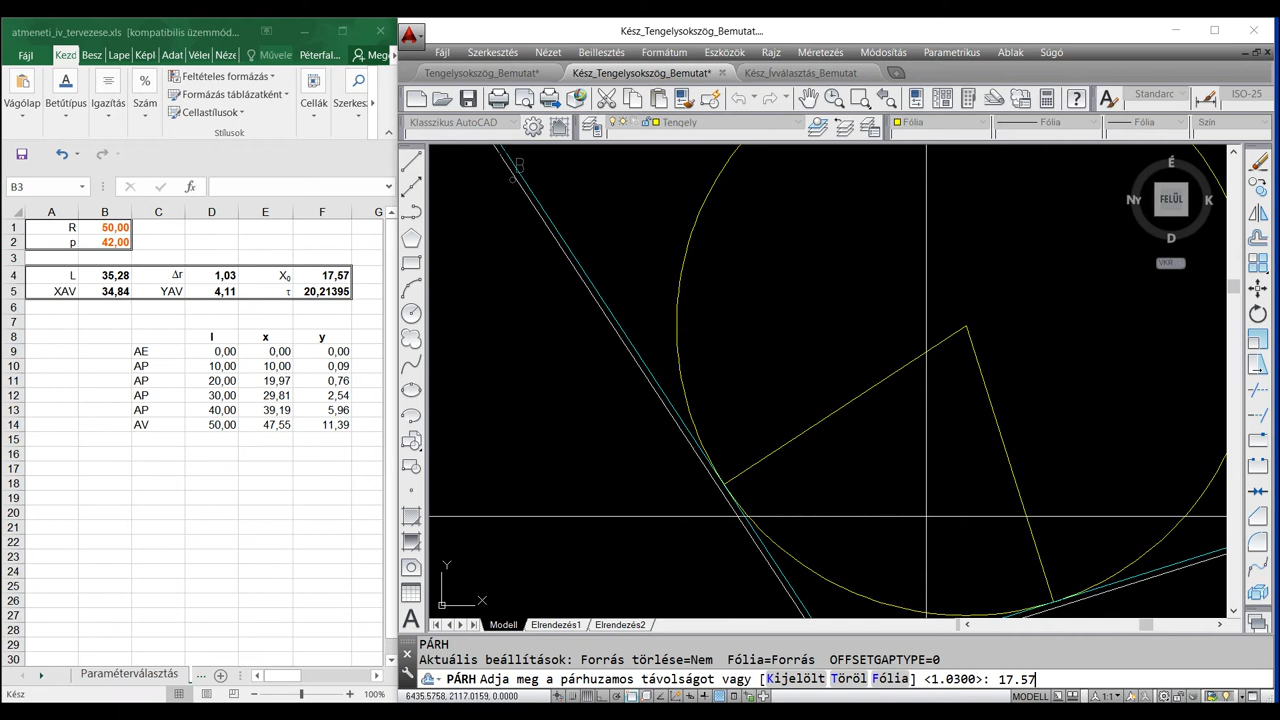 atmeneti_iv_tervezese.xls [kompatibilis üzemmód
Fájl Kezd Besz Lape Képl Adat Vélei Néze Művele Péterfal... Mego
Vágólap Betűtípus Igazítás Szám Cellák Szerkes
Feltételes formázás
Formázás táblázatként
Cellastílusok
Stílusok
B3
A B C D E F G
1 R 50,00
2 p 42,00
3
4 L 35,28 Δr 1,03 X₀ 17,57
5 XAV 34,84 YAV 4,11 τ 20,21395
6
7
8 l x y
9 AE 0,00 0,00 0,00
10 AP 10,00 10,00 0,09
11 AP 20,00 19,97 0,76
12 AP 30,00 29,81 2,54
13 AP 40,00 39,19 5,96
14 AV 50,00 47,55 11,39
15
16
17
18
19
20
21
22
23
24
25
26
27
28
29
30
Paraméterválasztás ...
Kész 100%
Kész_Tengelysokszög_Bemutat....
Fájl Szerkesztés Nézet Beillesztés Formátum Eszközök Rajz Méretezés Módosítás Parametrikus Ablak Súgó
Tengelysokszög_Bemutat* Kész_Tengelysokszög_Bemutat* Kész_Ívválasztás_Bemutat
Standarc ISO-25
Klasszikus AutoCAD Tengely Fólia Fólia Fólia Szín
B
É
NY FELÜL K
D
VKR
Y
X
Modell Elrendezés1 Elrendezés2
PÁRH
Aktuális beállítások: Forrás törlése=Nem Fólia=Forrás OFFSETGAPTYPE=0
PÁRH Adja meg a párhuzamos távolságot vagy [Kijelölt Töröl Fólia] <1.0300>: 17.57
6435.5758, 2117.0159, 0.0000 MODELL 1:1